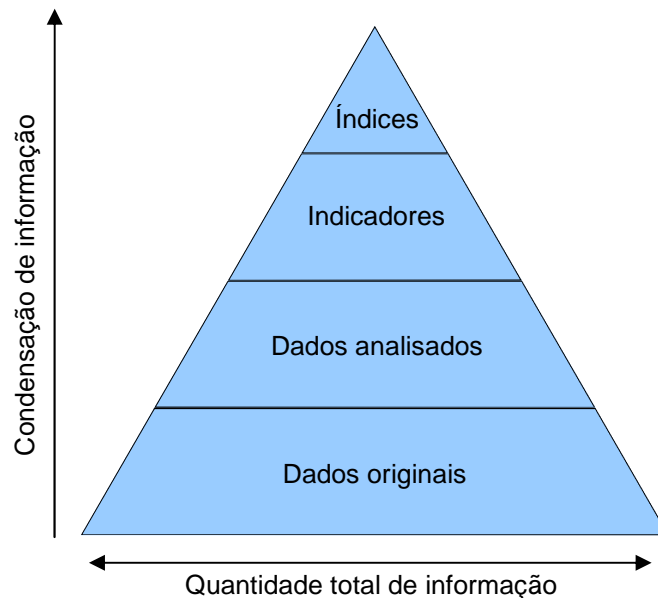 Condensação de informação
Índices
Indicadores
Dados analisados
Dados originais
Quantidade total de informação